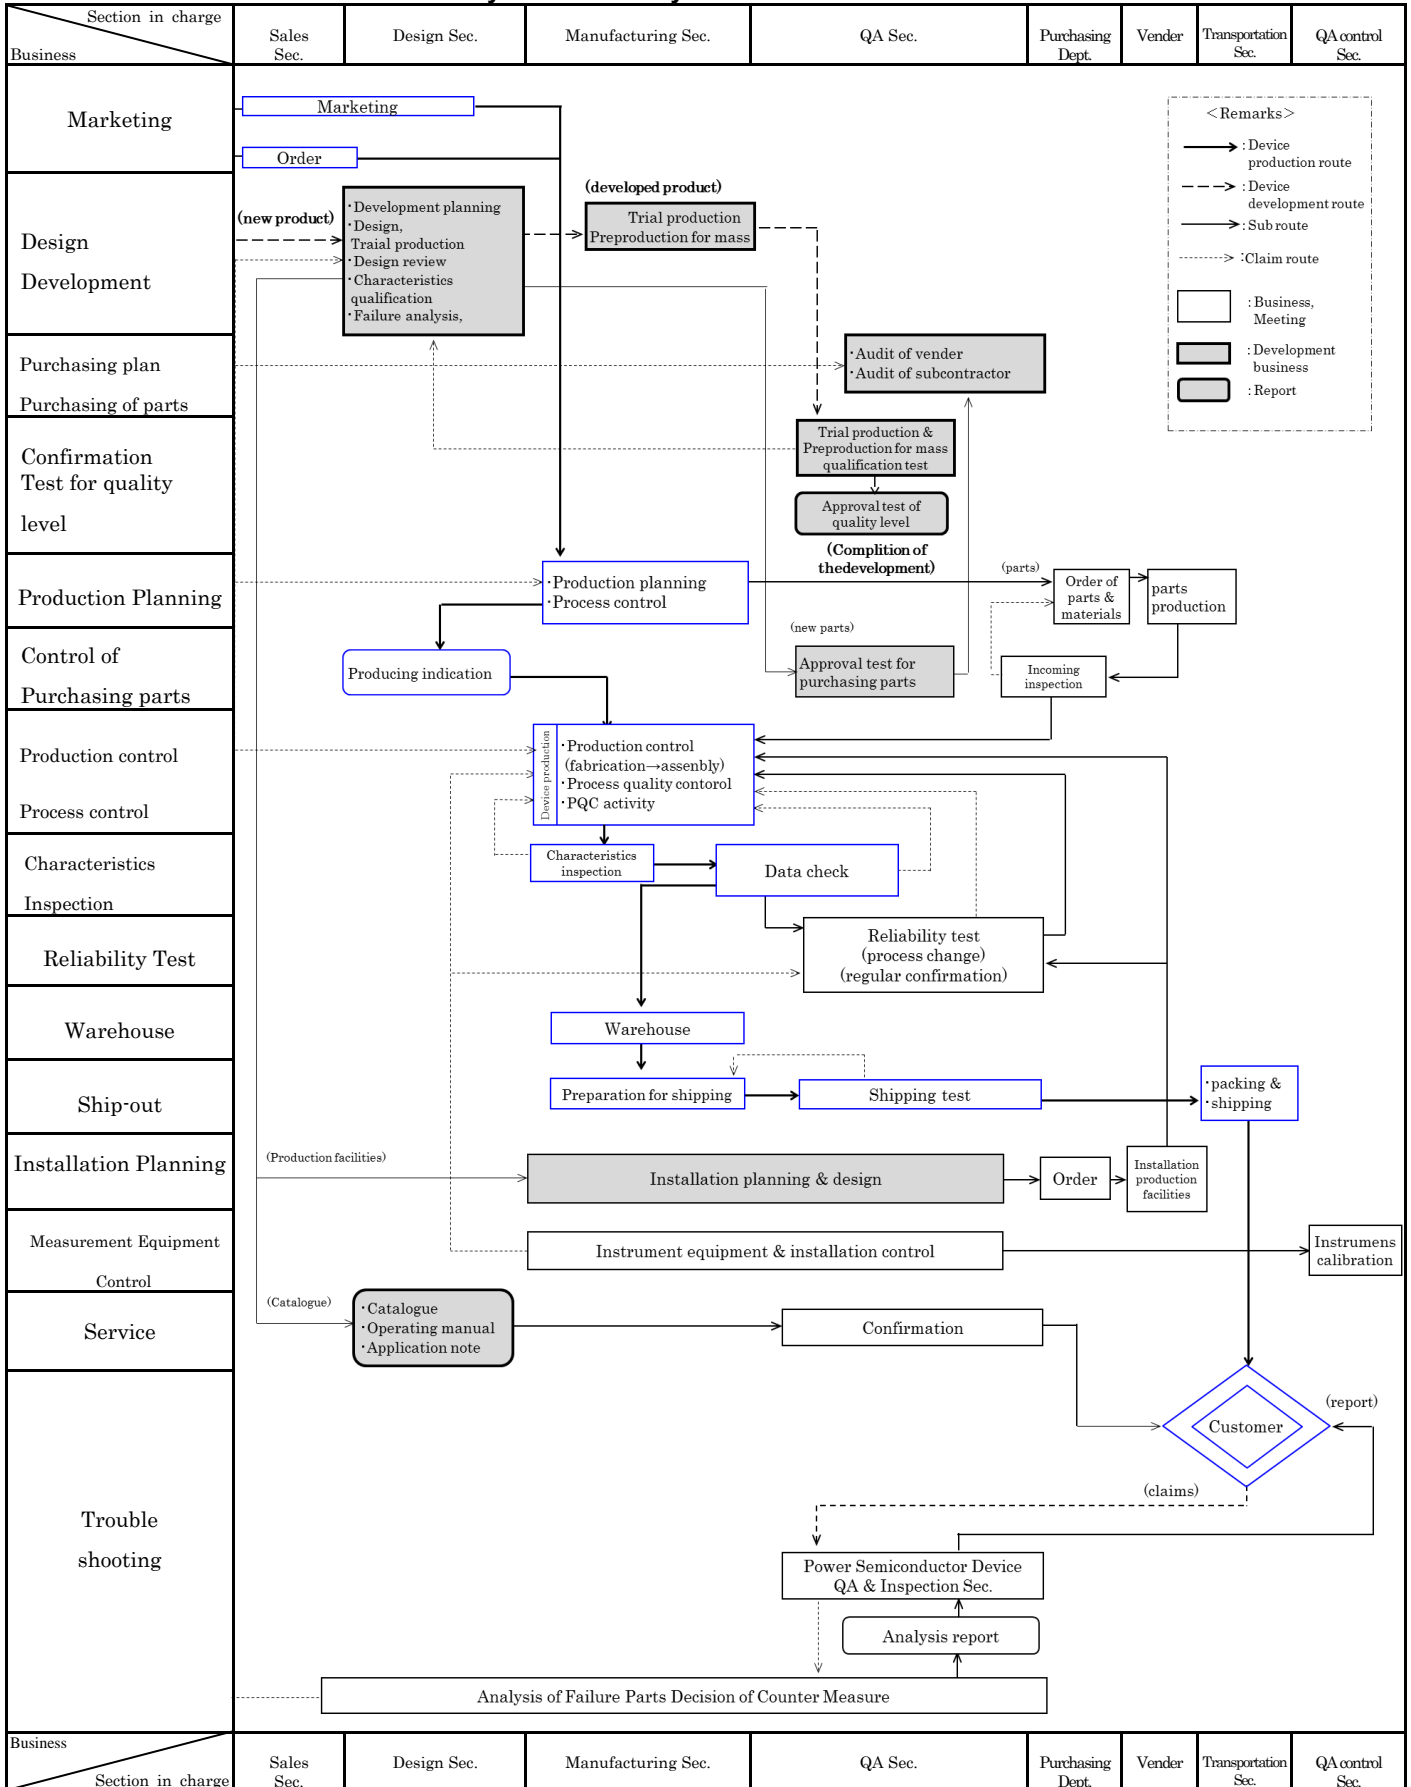 Section in charge
Business
Sales
Sec.
Design Sec.
Manufacturing Sec.
QA Sec.
Purchasing
Dept.
Vender
Transportation
Sec.
QA control
Sec.
Marketing
Marketing
Order
<Remarks>
: Device
production route
: Device
development route
: Sub route
:Claim route
: Business,
Meeting
: Development
business
: Report
Design
Development
(new product)
・Development planning
・Design,
Traial production
・Design review
・Characteristics
qualification
・Failure analysis,
(developed product)
Trial production
Preproduction for mass
Purchasing plan
Purchasing of parts
・Audit of vender
・Audit of subcontractor
Confirmation
Test for quality
level
Trial production &
Preproduction for mass
qualification test
Approval test of
quality level
(Complition of
thedevelopment)
Production Planning
・Production planning
・Process control
(parts)
Order of
parts &
materials
parts
production
Control of
Purchasing parts
Producing indication
(new parts)
Approval test for
purchasing parts
Incoming
inspection
Production control
Process control
Device production
・Production control
(fabrication→assenbly)
・Process quality contorol
・PQC activity
Characteristics
Inspection
Characteristics
inspection
Data check
Reliability Test
Reliability test
(process change)
(regular confirmation)
Warehouse
Warehouse
Ship-out
Preparation for shipping
Shipping test
・packing &
・shipping
Installation Planning
(Production facilities)
Installation planning & design
Order
Installation
production
facilities
Measurement Equipment
Control
Instrument equipment & installation control
Instrumens
calibration
Service
(Catalogue)
・Catalogue
・Operating manual
・Application note
Confirmation
Customer
(report)
(claims)
Trouble
shooting
Power Semiconductor Device
QA & Inspection Sec.
Analysis report
Analysis of Failure Parts Decision of Counter Measure
Business
Section in charge
Sales
Sec.
Design Sec.
Manufacturing Sec.
QA Sec.
Purchasing
Dept.
Vender
Transportation
Sec.
QA control
Sec.